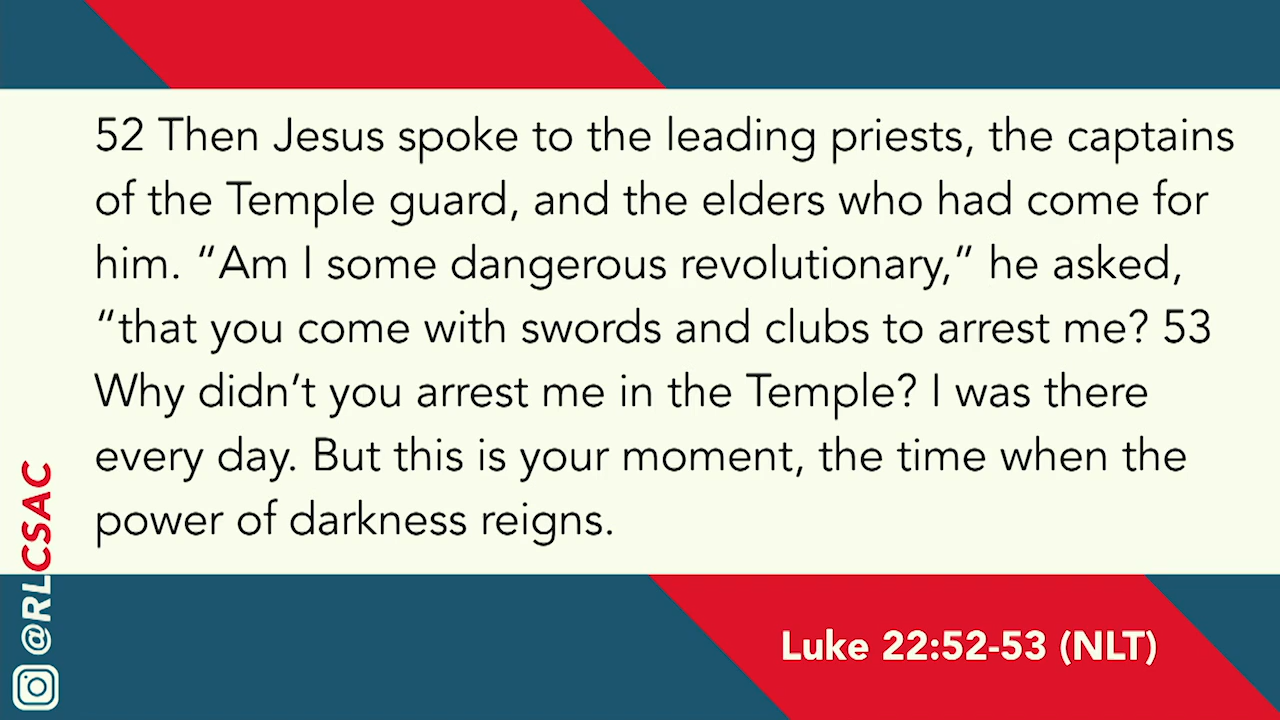 52 Then Jesus spoke to the leading priests, the captains
of the Temple guard, and the elders who had come for
him. “Am I some dangerous revolutionary,” he asked,
“that you come with swords and clubs to arrest me? 53
Why didn’t you arrest me in the Temple? I was there
every day. But this is your moment, the time when the
power of darkness reigns.
@RLCSAC
Luke 22:52-53 (NLT)